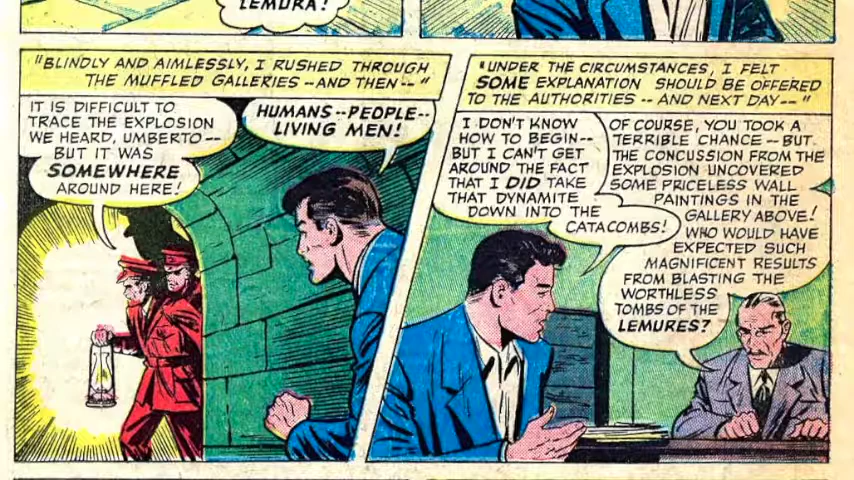 LEMURA!
"BLINDLY AND AIMLESSLY, I RUSHED THROUGH
THE MUFFLED GALLERIES--AND THEN--"
IT IS DIFFICULT TO
TRACE THE EXPLOSION
WE HEARD, UMBERTO--
BUT IT WAS
SOMEWHERE
AROUND HERE!
HUMANS--PEOPLE--
LIVING MEN!
"UNDER THE CIRCUMSTANCES, I FELT
SOME EXPLANATION SHOULD BE OFFERED
TO THE AUTHORITIES--AND NEXT DAY--"
I DON'T KNOW
HOW TO BEGIN--
BUT I CAN'T GET
AROUND THE FACT
THAT I DID TAKE
THAT DYNAMITE
DOWN INTO THE
CATACOMBS!
OF COURSE, YOU TOOK A
TERRIBLE CHANCE--BUT
THE CONCUSSION FROM THE
EXPLOSION UNCOVERED
SOME PRICELESS WALL
PAINTINGS IN THE
GALLERY ABOVE!
WHO WOULD HAVE
EXPECTED SUCH
MAGNIFICENT RESULTS
FROM BLASTING THE
WORTHLESS
TOMBS OF THE
LEMURES?